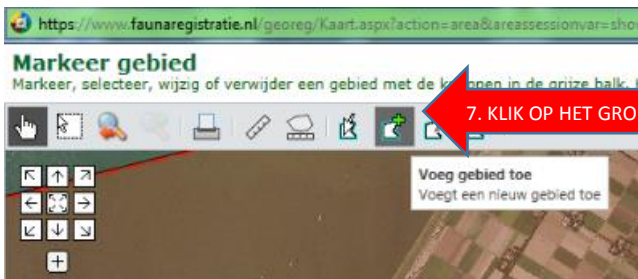 https://www.faunaregistratie.nl/georeg/Kaart.aspx?action=area&areassessionvar=sho
Markeer gebied
Markeer, selecteer, wijzig of verwijder een gebied met de knoppen in de grijze balk.
7. KLIK OP HET GRO
Voeg gebied toe
Voegt een nieuw gebied toe